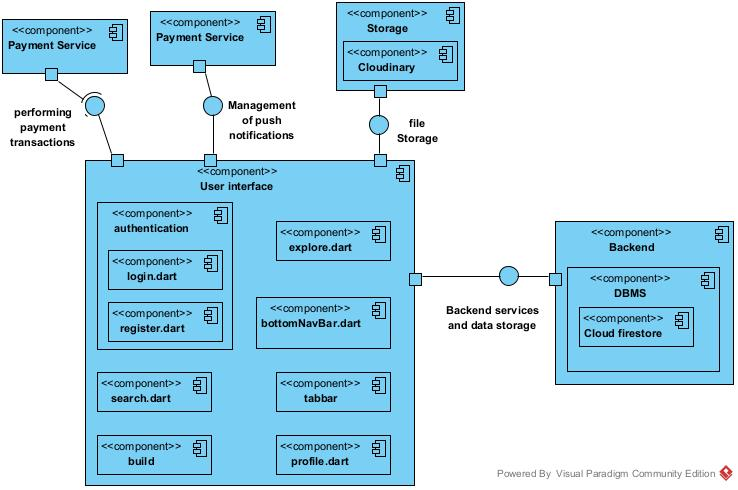 <<component>>
Payment Service
<<component>>
Payment Service
<<component>>
Storage
<<component>>
Cloudinary
performing
payment
transactions
Management
of push
notifications
file
Storage
<<component>>
User interface
<<component>>
authentication
<<component>>
login.dart
<<component>>
register.dart
<<component>>
explore.dart
<<component>>
bottomNavBar.dart
<<component>>
search.dart
<<component>>
tabbar
<<component>>
build
<<component>>
profile.dart
Backend services
and data storage
<<component>>
Backend
<<component>>
DBMS
<<component>>
Cloud firestore
Powered By Visual Paradigm Community Edition